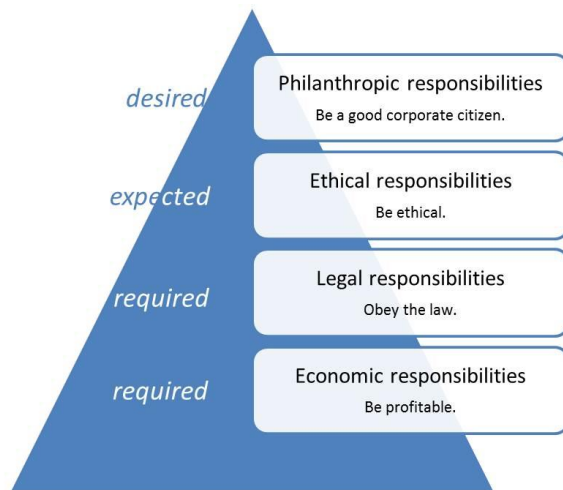 desired
Philanthropic responsibilities
Be a good corporate citizen.
expected
Ethical responsibilities
Be ethical.
required
Legal responsibilities
Obey the law.
required
Economic responsibilities
Be profitable.